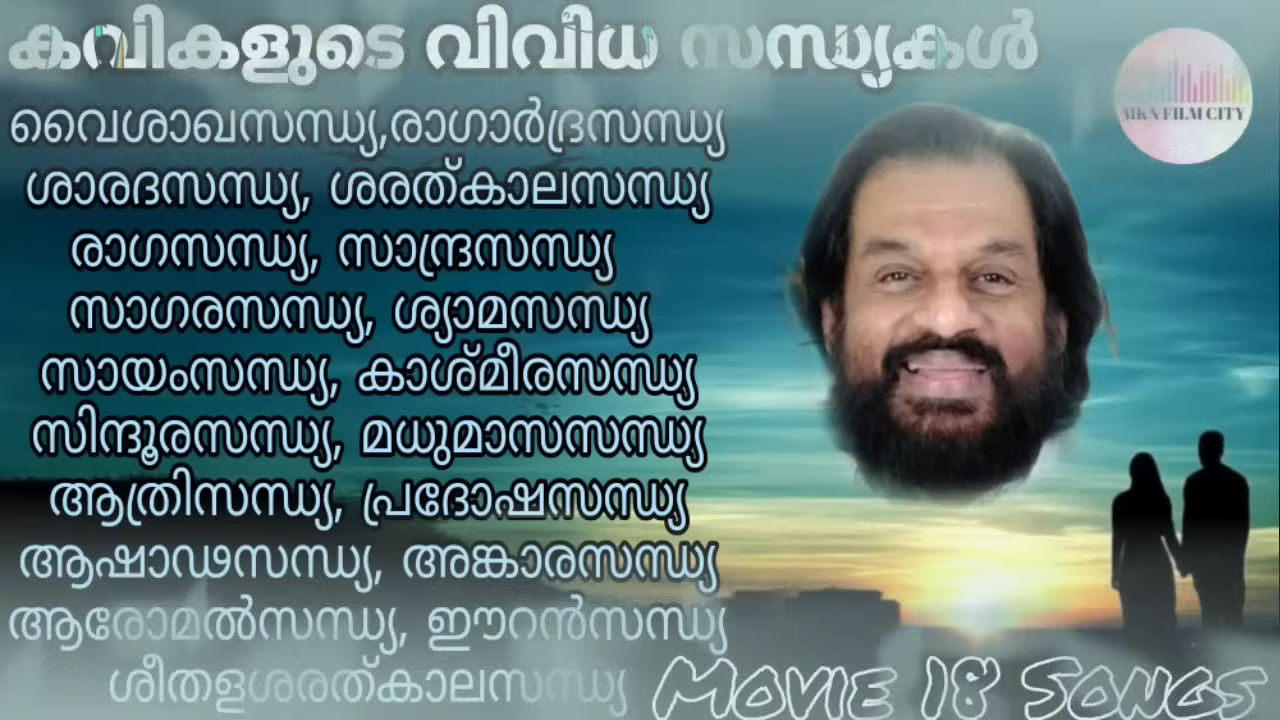 കവികളുടെ വിവിധ സന്ധ്യകൾ
MKN FILM CITY
വൈശാഖസന്ധ്യ,രാഗാർദ്രസന്ധ്യ
ശാരദസന്ധ്യ, ശരത്കാലസന്ധ്യ
രാഗസന്ധ്യ, സാന്ദ്രസന്ധ്യ
സാഗരസന്ധ്യ, ശ്യാമസന്ധ്യ
സായംസന്ധ്യ, കാശ്മീരസന്ധ്യ
സിന്ദൂരസന്ധ്യ, മധുമാസസന്ധ്യ
ആത്രിസന്ധ്യ, പ്രദോഷസന്ധ്യ
ആഷാഢസന്ധ്യ, അങ്കാരസന്ധ്യ
ആരോമൽസന്ധ്യ, ഈറൻസന്ധ്യ
ശീതളശരത്കാലസന്ധ്യ
Movie 18 Songs